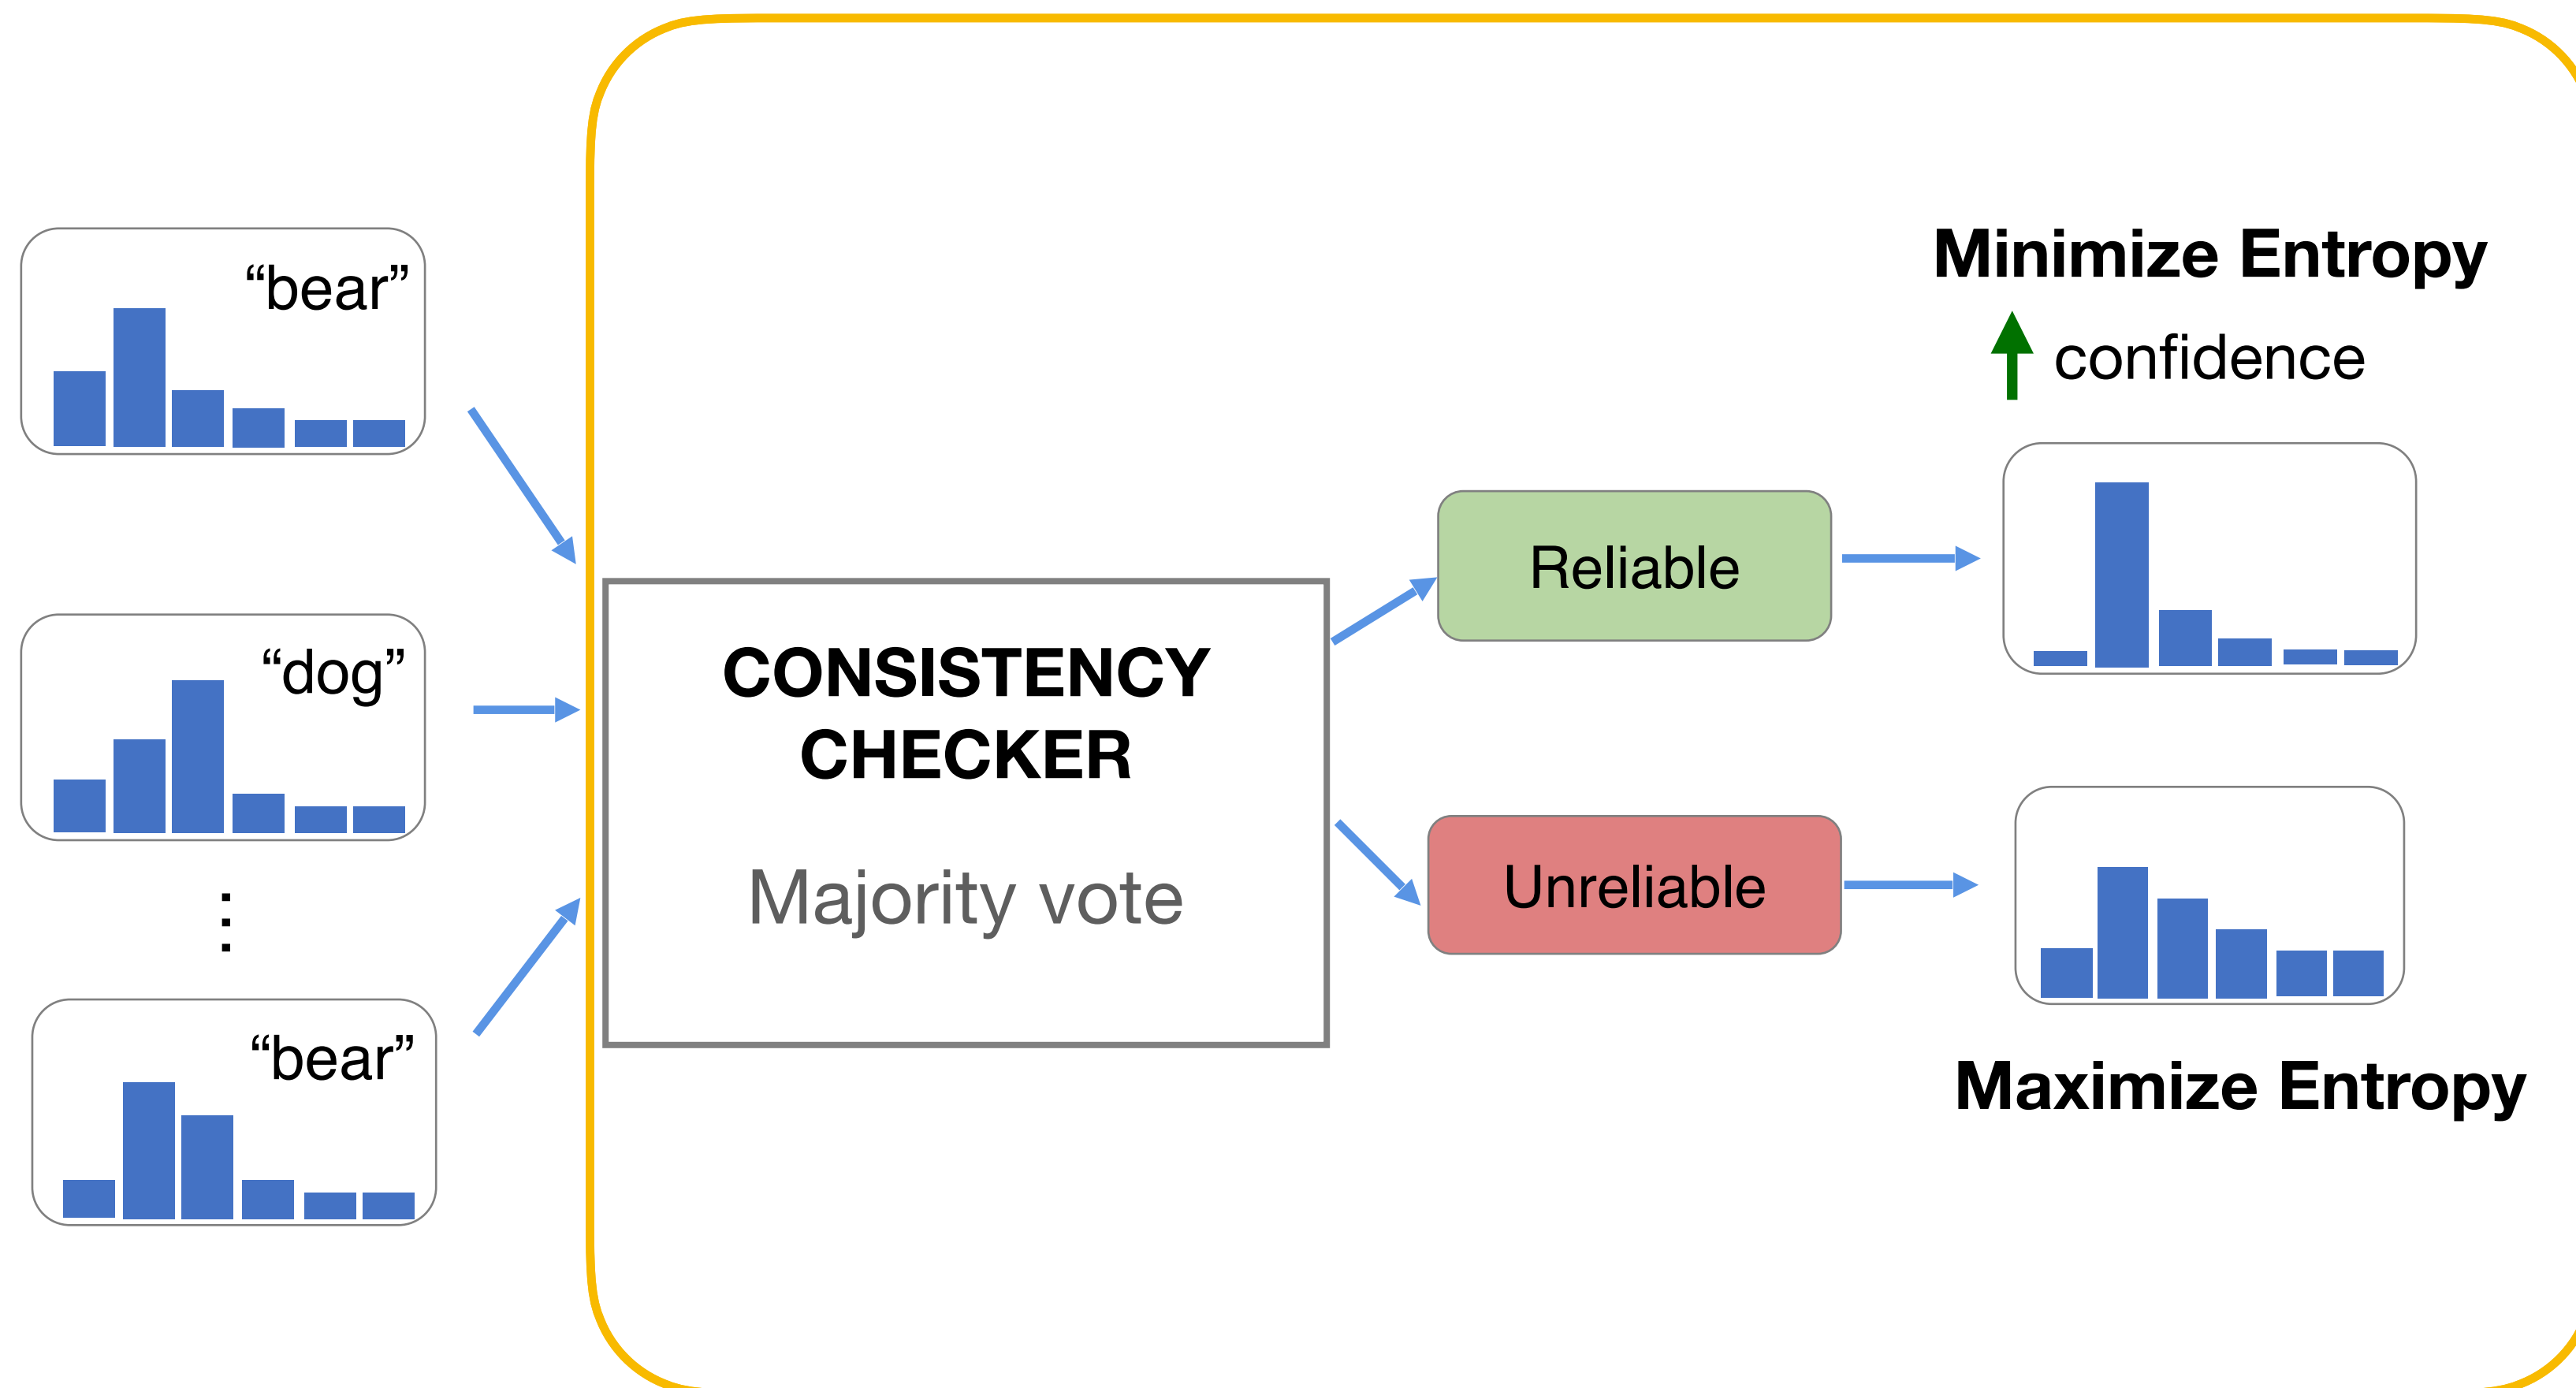 “bear”
“dog”
⋮
“bear”
CONSISTENCY
CHECKER
Majority vote
Reliable
Unreliable
Minimize Entropy
confidence
Maximize Entropy